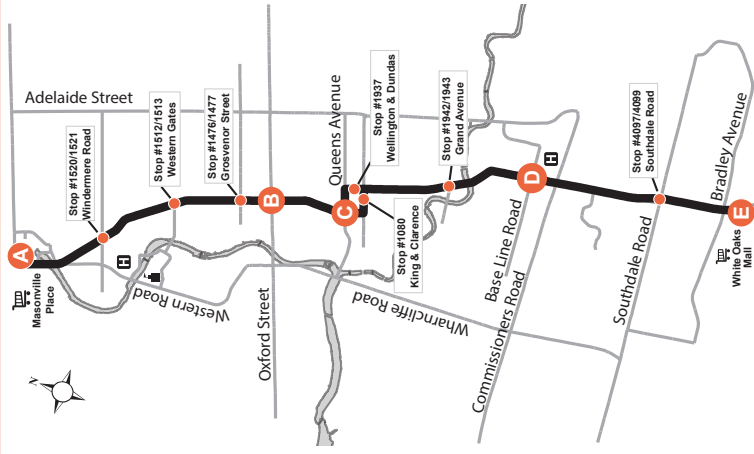 A
Masonville
Place
Adelaide Street
Stop #1520/1521
Windermere Road
Stop #1512/1513
Western Gates
H
Western Road
Stop #1476/1477
Grosvenor Street
B
Oxford Street
N
Queens Avenue
C
Stop #1937
Wellington & Dundas
Stop #1080
King & Clarence
Wharncliffe Road
Stop #1942/1943
Grand Avenue
Base Line Road
D
H
Commissioners Road
Stop #4097/4099
Southdale Road
Southdale Road
Bradley Avenue
E
White Oaks
Mall